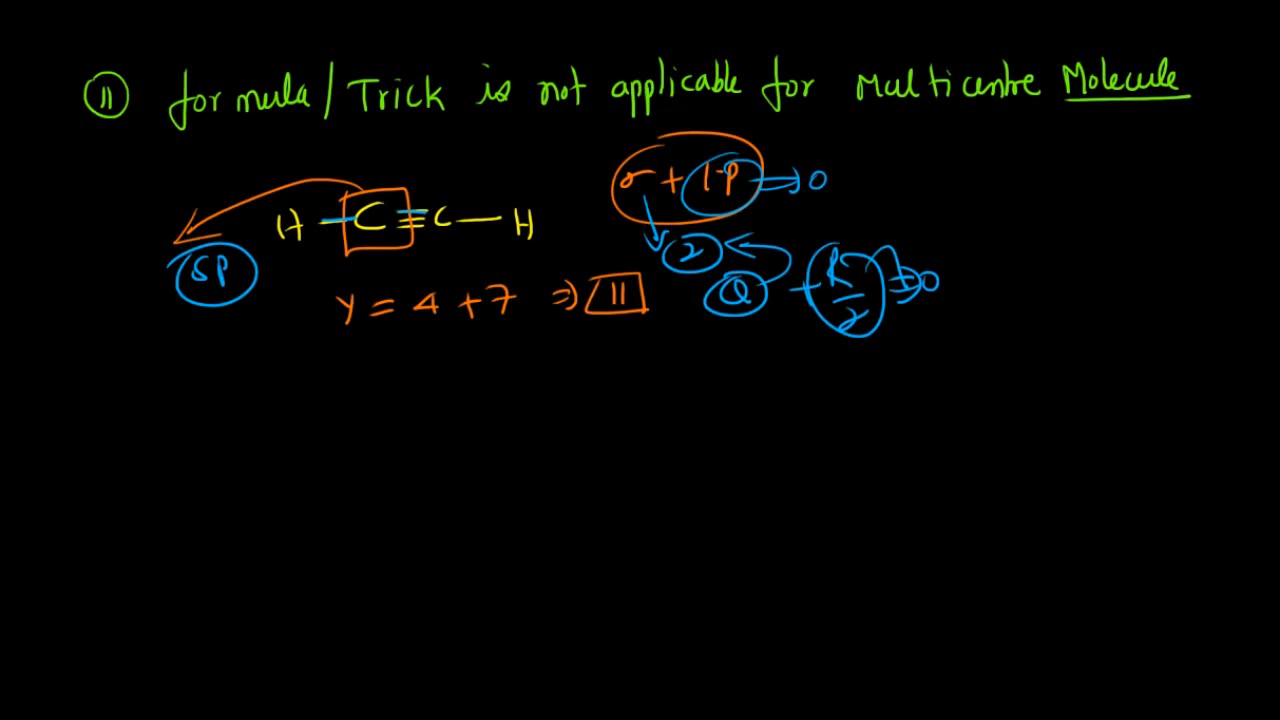 ⑪ formula/Trick is not applicable for Multicentre Molecule
σ + l·p → 0
H - C ≡ C - H
SP
2
Y = 4 + 7 ⇒ 11
Q + R/2 → 0